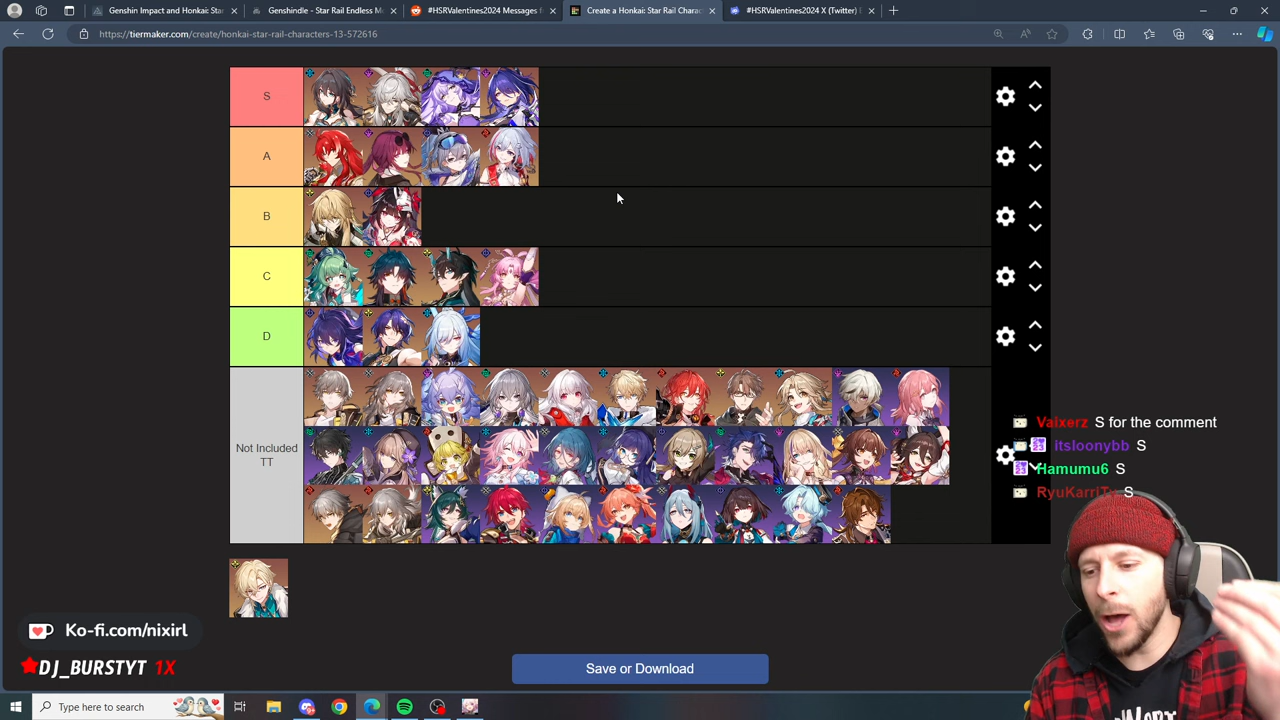 Genshin Impact and Honkai: Sta
Genshindle - Star Rail Endless M
#HSRValentines2024 Messages f
Create a Honkai: Star Rail Charac
#HSRValentines2024 X (Twitter)
https://tiermaker.com/create/honkai-star-rail-characters-13-572616
S
A
B
C
D
Not Included
TT
Valxerz S for the comment
itsloonybb S
Hamumu6 S
S
Ko-fi.com/nixirl
DJ_BURSTYT 1X
Save or Download
Type here to search